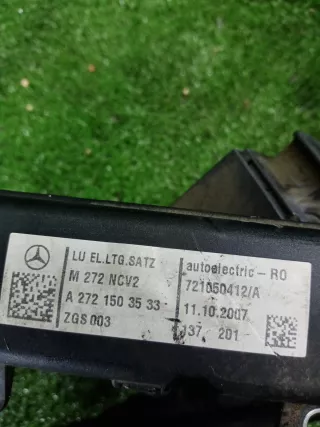 LU EL.LTG.SATZ
M 272 NCV2
A 272 150 35 33
ZGS 003
autoelectric - RO
721050412/A
11.10.2007
137 201